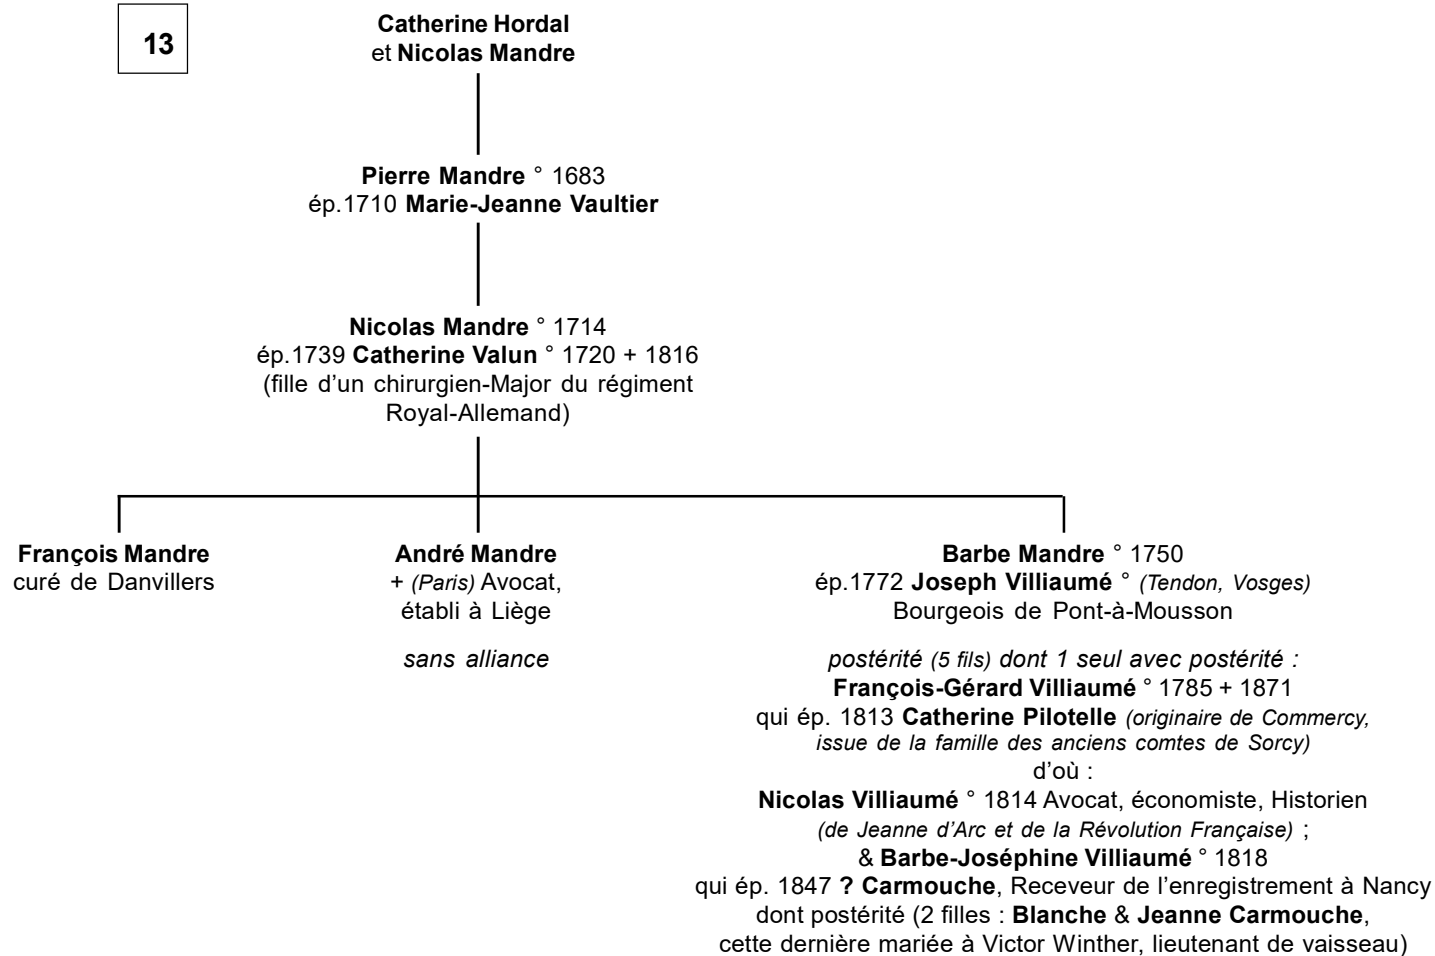 13
Catherine Hordal
et Nicolas Mandre
Pierre Mandre ° 1683
ép.1710 Marie-Jeanne Vaultier
Nicolas Mandre ° 1714
ép.1739 Catherine Valun ° 1720 + 1816
(fille d'un chirurgien-Major du régiment
Royal-Allemand)
François Mandre
curé de Danvillers
André Mandre
+ (Paris) Avocat,
établi à Liège
sans alliance
Barbe Mandre ° 1750
ép.1772 Joseph Villiaumé ° (Tendon, Vosges)
Bourgeois de Pont-à-Mousson
postérité (5 fils) dont 1 seul avec postérité :
François-Gérard Villiaumé ° 1785 + 1871
qui ép. 1813 Catherine Pilotelle (originaire de Commercy,
issue de la famille des anciens comtes de Sorcy)
d'où :
Nicolas Villiaumé ° 1814 Avocat, économiste, Historien
(de Jeanne d'Arc et de la Révolution Française) ;
& Barbe-Joséphine Villiaumé ° 1818
qui ép. 1847 ? Carmouche, Receveur de l'enregistrement à Nancy
dont postérité (2 filles : Blanche & Jeanne Carmouche,
cette dernière mariée à Victor Winther, lieutenant de vaisseau)